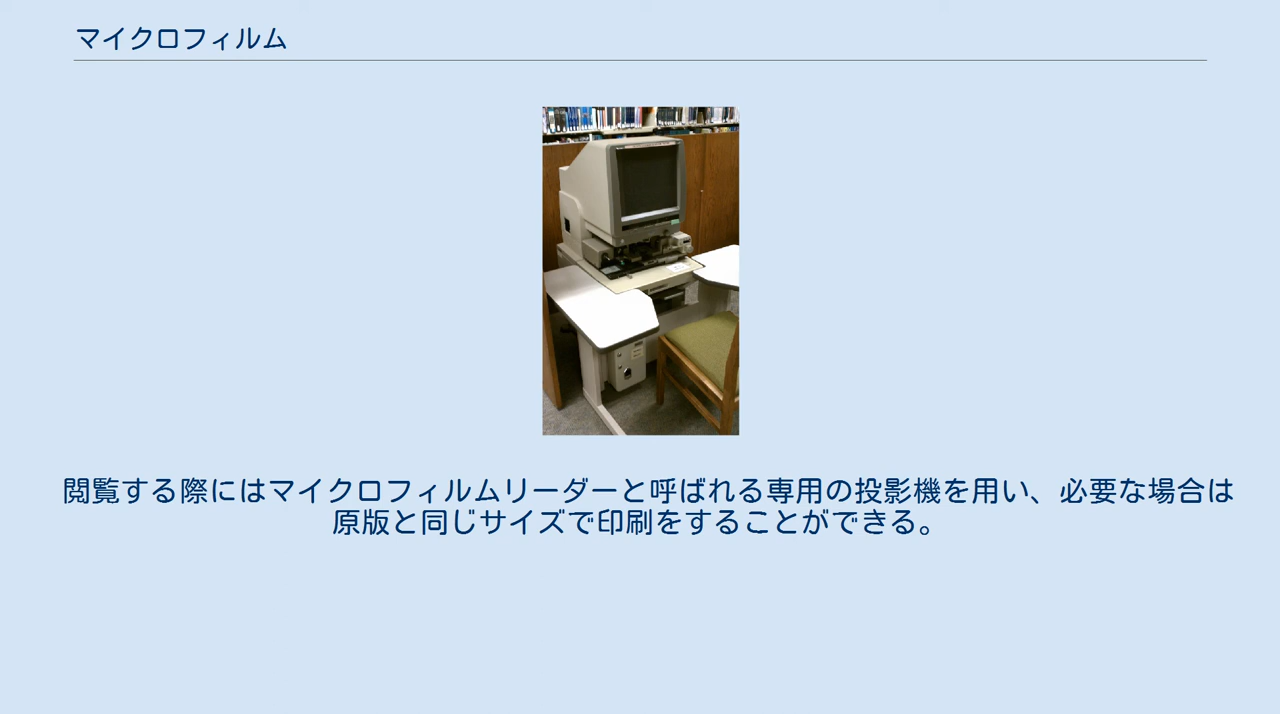 マイクロフィルム
閲覧する際にはマイクロフィルムリーダーと呼ばれる専用の投影機を用い、必要な場合は
原版と同じサイズで印刷をすることができる。